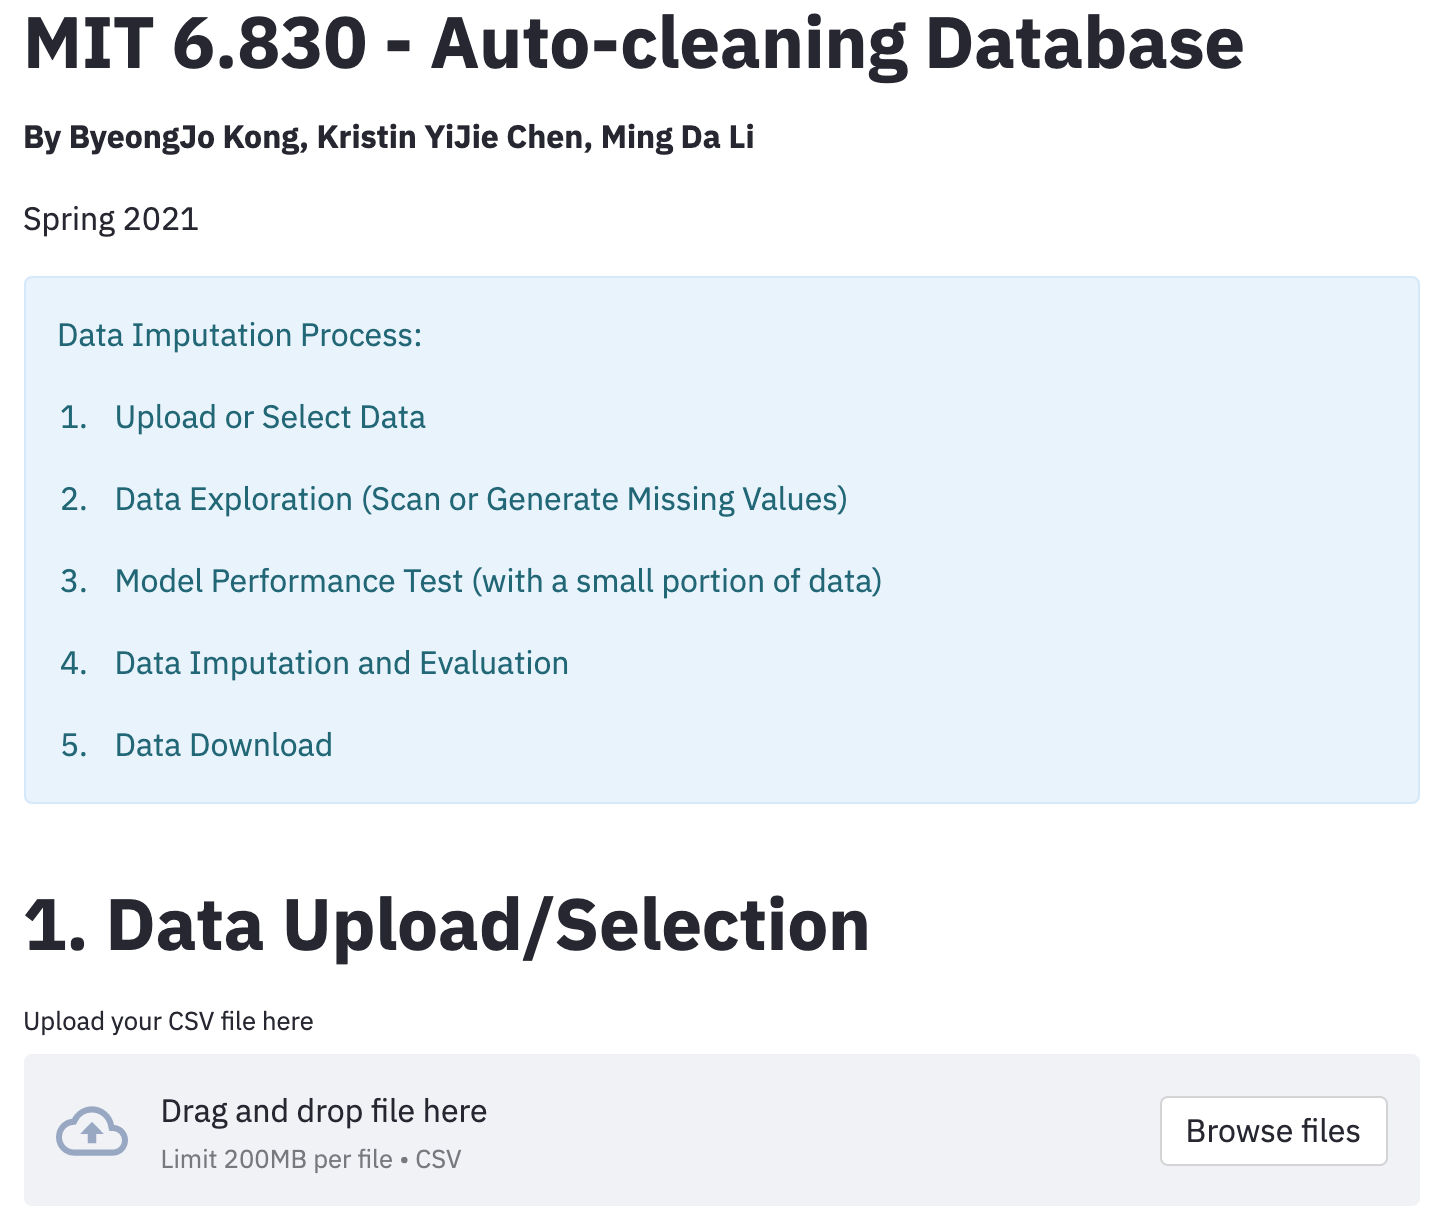 MIT 6.830 - Auto-cleaning Database
By ByeongJo Kong, Kristin YiJie Chen, Ming Da Li
Spring 2021
Data Imputation Process:
1. Upload or Select Data
2. Data Exploration (Scan or Generate Missing Values)
3. Model Performance Test (with a small portion of data)
4. Data Imputation and Evaluation
5. Data Download
1. Data Upload/Selection
Upload your CSV file here
Drag and drop file here
Limit 200MB per file • CSV
Browse files